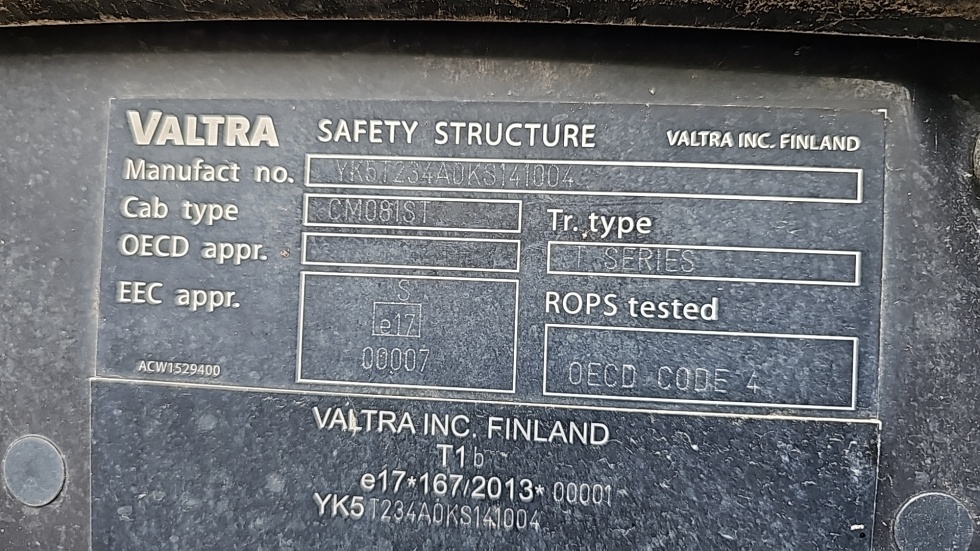 VALTRA SAFETY STRUCTURE VALTRA INC. FINLAND
Manufact no. YK5T234A0KS141004
Cab type CM081ST Tr. type
OECD appr. T SERIES
EEC appr. S ROPS tested
e17
00007 OECD CODE 4
ACW1529400
VALTRA INC. FINLAND
T1b
e17*167/2013* 00001
YK5T234A0KS141004